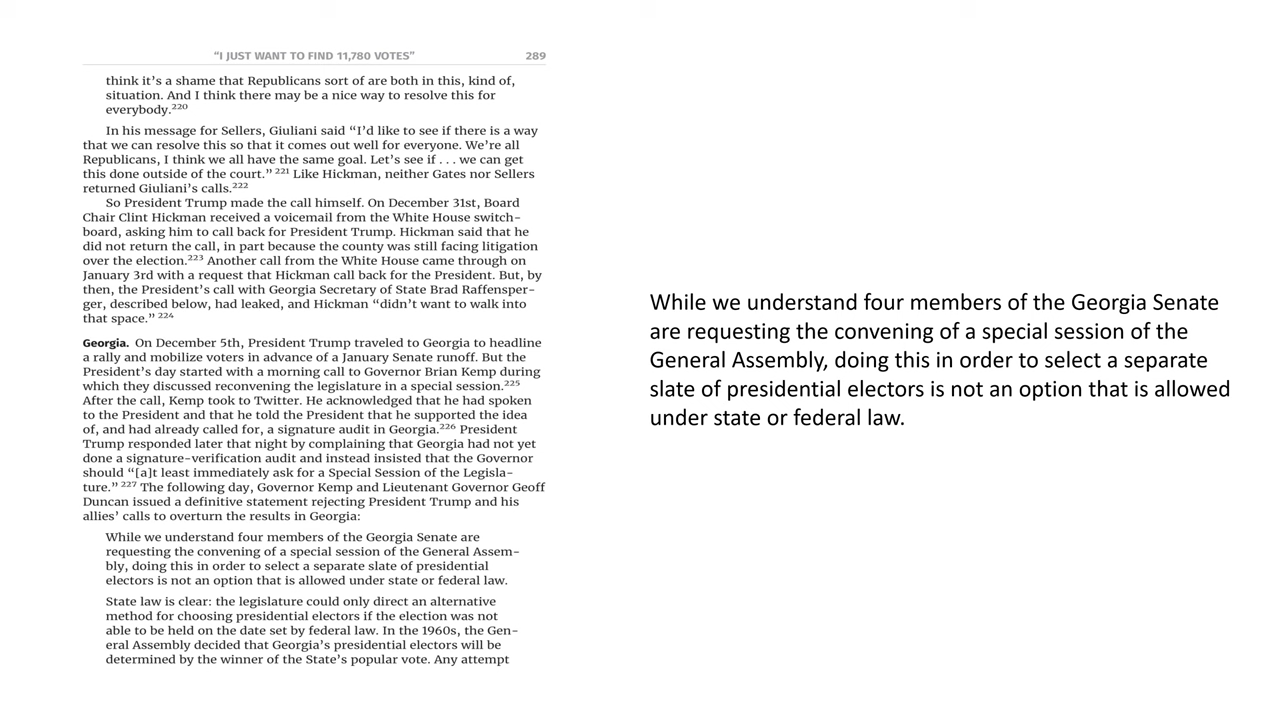 “I JUST WANT TO FIND 11,780 VOTES” 289
think it’s a shame that Republicans sort of are both in this, kind of,
situation. And I think there may be a nice way to resolve this for
everybody.220
In his message for Sellers, Giuliani said “I’d like to see if there is a way
that we can resolve this so that it comes out well for everyone. We’re all
Republicans, I think we all have the same goal. Let’s see if . . . we can get
this done outside of the court.” 221 Like Hickman, neither Gates nor Sellers
returned Giuliani’s calls.222
So President Trump made the call himself. On December 31st, Board
Chair Clint Hickman received a voicemail from the White House switch-
board, asking him to call back for President Trump. Hickman said that he
did not return the call, in part because the county was still facing litigation
over the election.223 Another call from the White House came through on
January 3rd with a request that Hickman call back for the President. But, by
then, the President’s call with Georgia Secretary of State Brad Raffensper-
ger, described below, had leaked, and Hickman “didn’t want to walk into
that space.” 224
Georgia. On December 5th, President Trump traveled to Georgia to headline
a rally and mobilize voters in advance of a January Senate runoff. But the
President’s day started with a morning call to Governor Brian Kemp during
which they discussed reconvening the legislature in a special session.225
After the call, Kemp took to Twitter. He acknowledged that he had spoken
to the President and that he told the President that he supported the idea
of, and had already called for, a signature audit in Georgia.226 President
Trump responded later that night by complaining that Georgia had not yet
done a signature-verification audit and instead insisted that the Governor
should “[a]t least immediately ask for a Special Session of the Legisla-
ture.” 227 The following day, Governor Kemp and Lieutenant Governor Geoff
Duncan issued a definitive statement rejecting President Trump and his
allies’ calls to overturn the results in Georgia:
While we understand four members of the Georgia Senate are
requesting the convening of a special session of the General Assem-
bly, doing this in order to select a separate slate of presidential
electors is not an option that is allowed under state or federal law.
State law is clear: the legislature could only direct an alternative
method for choosing presidential electors if the election was not
able to be held on the date set by federal law. In the 1960s, the Gen-
eral Assembly decided that Georgia’s presidential electors will be
determined by the winner of the State’s popular vote. Any attempt
While we understand four members of the Georgia Senate
are requesting the convening of a special session of the
General Assembly, doing this in order to select a separate
slate of presidential electors is not an option that is allowed
under state or federal law.